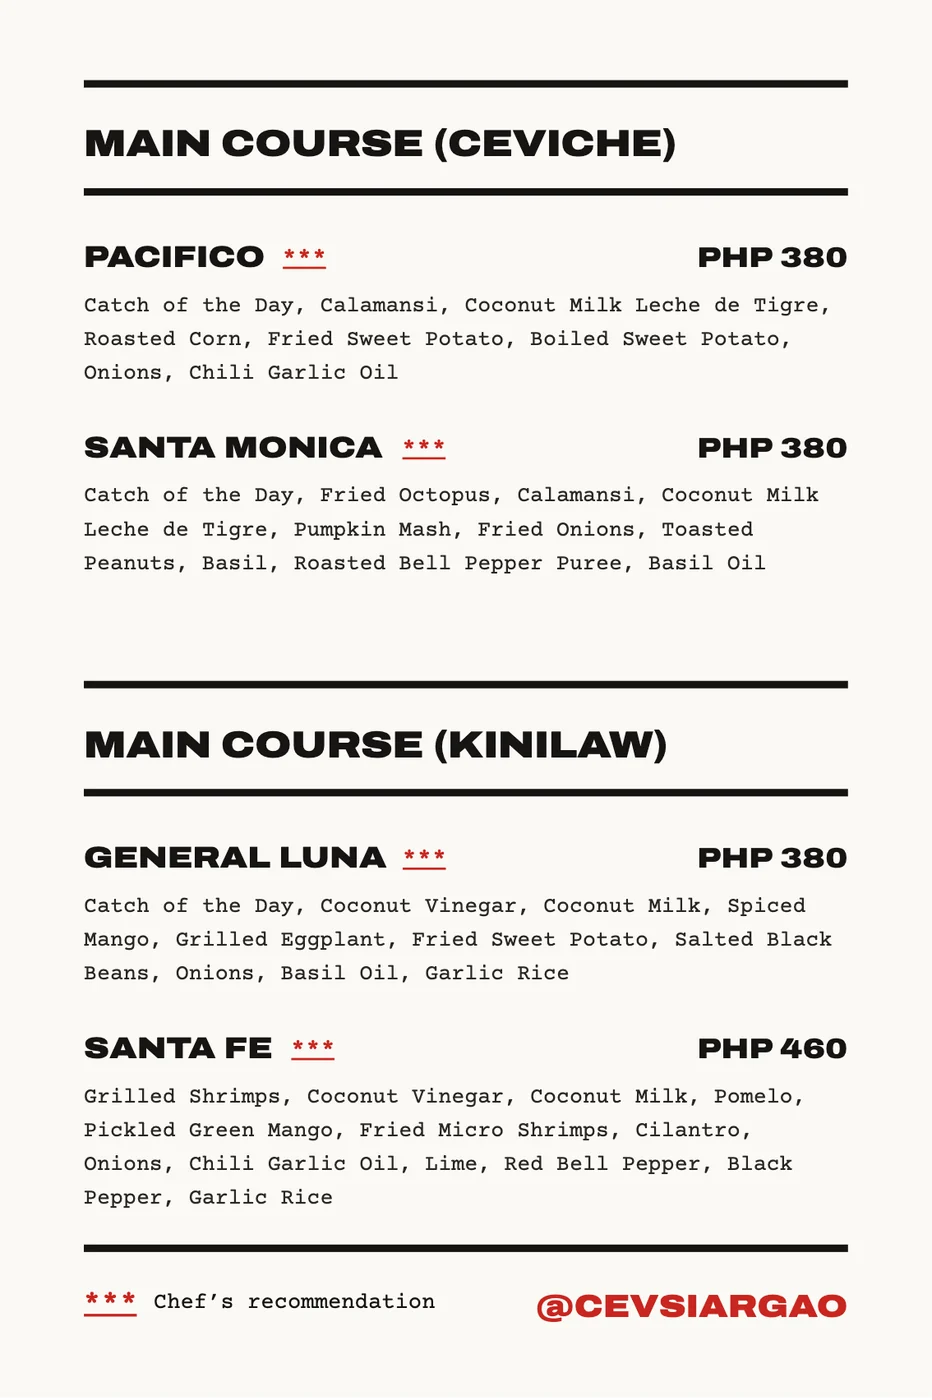 MAIN COURSE (CEVICHE)
PACIFICO *** PHP 380
Catch of the Day, Calamansi, Coconut Milk Leche de Tigre,
Roasted Corn, Fried Sweet Potato, Boiled Sweet Potato,
Onions, Chili Garlic Oil
SANTA MONICA *** PHP 380
Catch of the Day, Fried Octopus, Calamansi, Coconut Milk
Leche de Tigre, Pumpkin Mash, Fried Onions, Toasted
Peanuts, Basil, Roasted Bell Pepper Puree, Basil Oil
MAIN COURSE (KINILAW)
GENERAL LUNA *** PHP 380
Catch of the Day, Coconut Vinegar, Coconut Milk, Spiced
Mango, Grilled Eggplant, Fried Sweet Potato, Salted Black
Beans, Onions, Basil Oil, Garlic Rice
SANTA FE *** PHP 460
Grilled Shrimps, Coconut Vinegar, Coconut Milk, Pomelo,
Pickled Green Mango, Fried Micro Shrimps, Cilantro,
Onions, Chili Garlic Oil, Lime, Red Bell Pepper, Black
Pepper, Garlic Rice
*** Chef’s recommendation @CEVSIARGAO